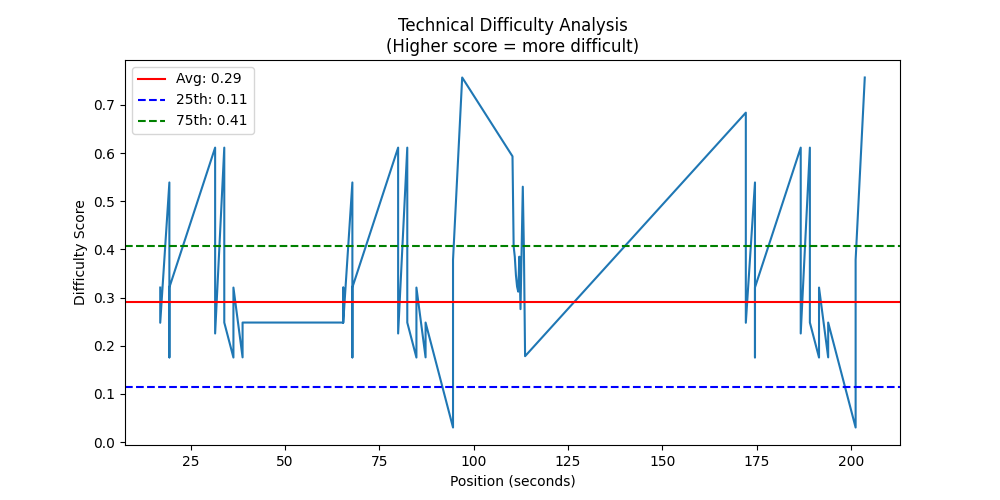 Technical Difficulty Analysis
(Higher score = more difficult)
Avg: 0.29
25th: 0.11
75th: 0.41
Difficulty Score
0.7
0.6
0.5
0.4
0.3
0.2
0.1
0.0
25 50 75 100 125 150 175 200
Position (seconds)